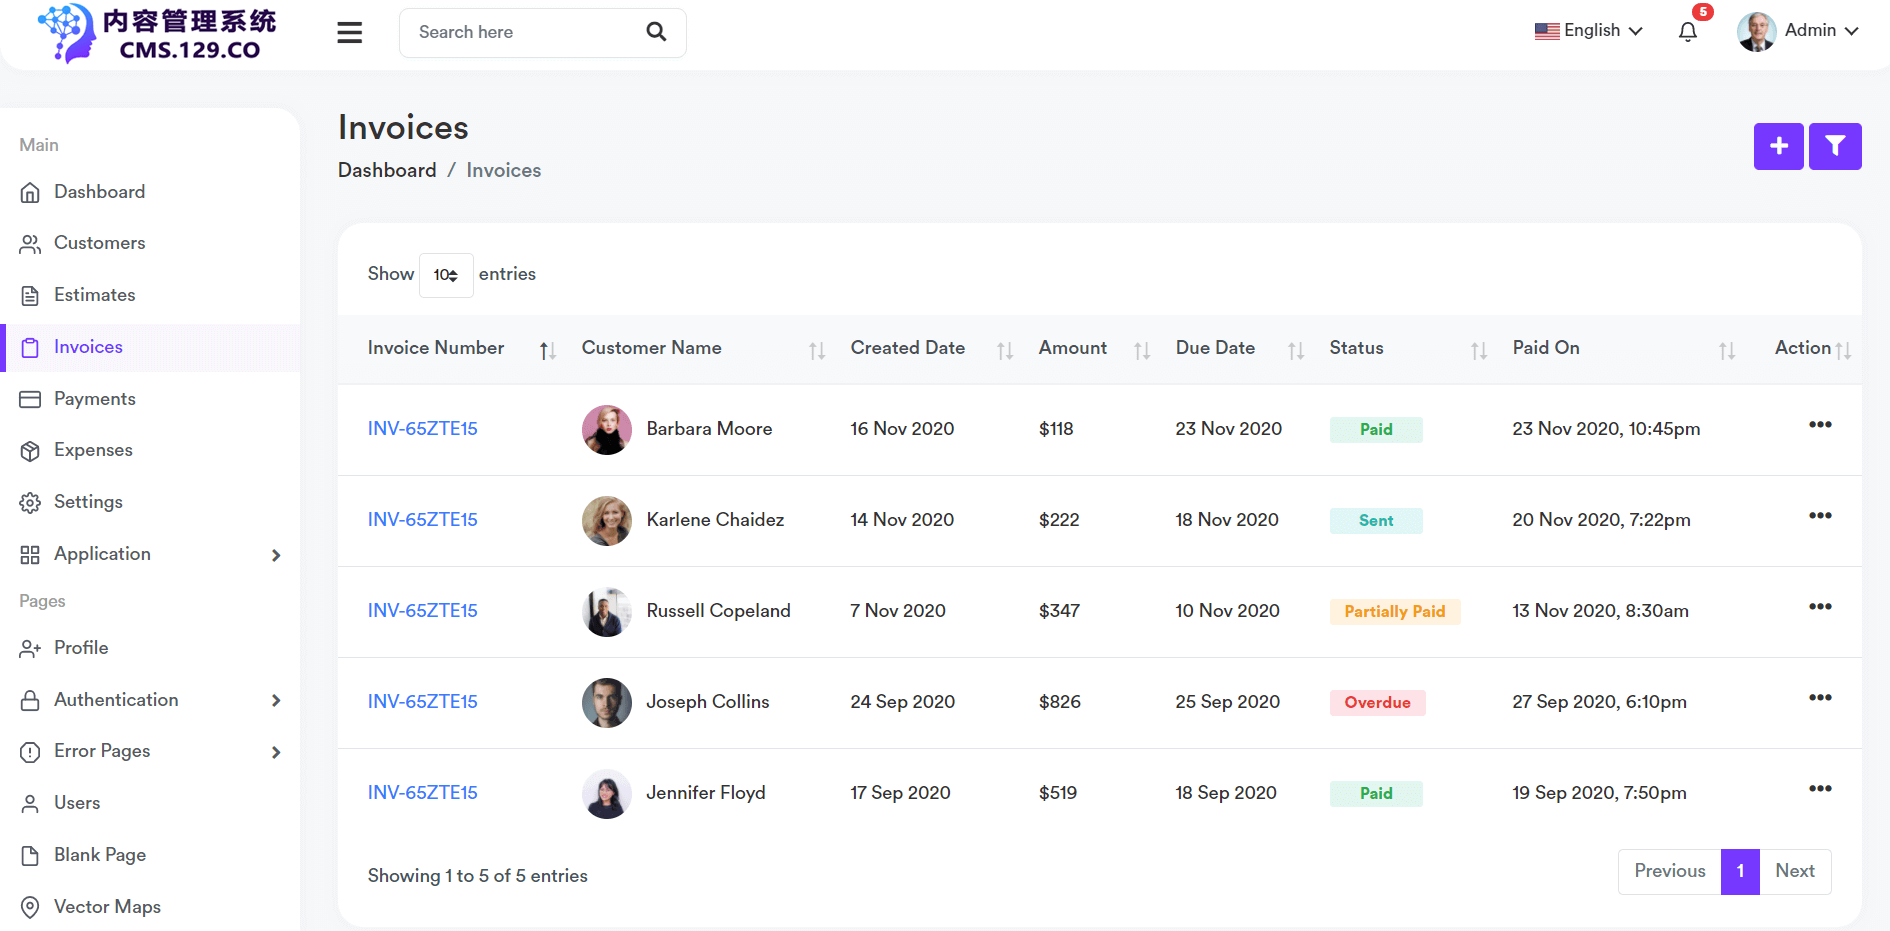 内容管理系统
CMS.129.CO
Search here
English
5
Admin
Main
Dashboard
Customers
Estimates
Invoices
Payments
Expenses
Settings
Application
Pages
Profile
Authentication
Error Pages
Users
Blank Page
Vector Maps
Invoices
Dashboard / Invoices
Show 10 entries
Invoice Number Customer Name Created Date Amount Due Date Status Paid On Action
INV-65ZTE15 Barbara Moore 16 Nov 2020 $118 23 Nov 2020 Paid 23 Nov 2020, 10:45pm
INV-65ZTE15 Karlene Chaidez 14 Nov 2020 $222 18 Nov 2020 Sent 20 Nov 2020, 7:22pm
INV-65ZTE15 Russell Copeland 7 Nov 2020 $347 10 Nov 2020 Partially Paid 13 Nov 2020, 8:30am
INV-65ZTE15 Joseph Collins 24 Sep 2020 $826 25 Sep 2020 Overdue 27 Sep 2020, 6:10pm
INV-65ZTE15 Jennifer Floyd 17 Sep 2020 $519 18 Sep 2020 Paid 19 Sep 2020, 7:50pm
Showing 1 to 5 of 5 entries
Previous 1 Next